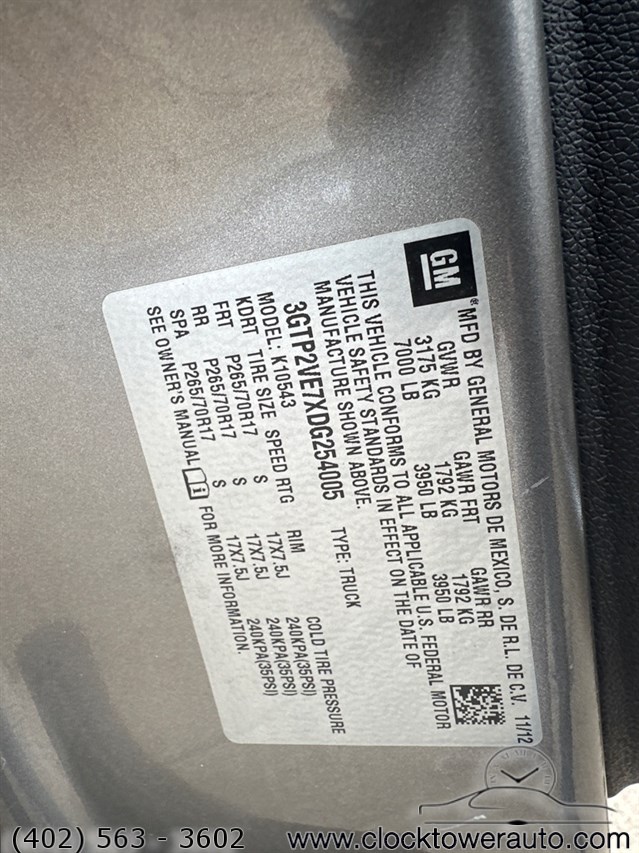 GM
® MFD BY GENERAL MOTORS DE MEXICO, S. DE R.L. DE C.V. 11/12
GVWR GAWR FRT GAWR RR
3175 KG 1792 KG 1792 KG
7000 LB 3950 LB 3950 LB
THIS VEHICLE CONFORMS TO ALL APPLICABLE U.S. FEDERAL MOTOR
VEHICLE SAFETY STANDARDS IN EFFECT ON THE DATE OF
MANUFACTURE SHOWN ABOVE.
3GTP2VE7XDG254005 TYPE: TRUCK
MODEL: K10543
KDRT TIRE SIZE SPEED RTG RIM COLD TIRE PRESSURE
FRT P265/70R17 S 17X7.5J 240KPA(35PSI)
RR P265/70R17 S 17X7.5J 240KPA(35PSI)
SPA P265/70R17 S 17X7.5J 240KPA(35PSI)
SEE OWNER'S MANUAL FOR MORE INFORMATION.
(402) 563 - 3602 www.clocktowerauto.com